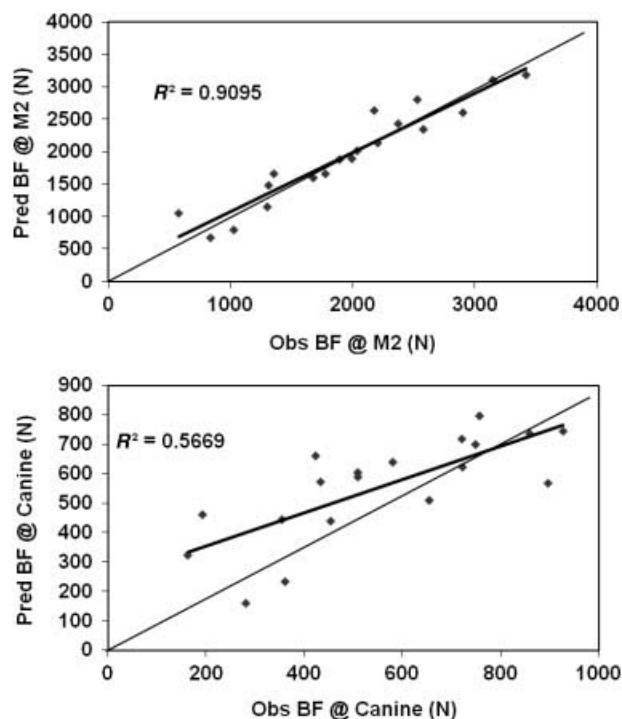 4000
3500
3000
2500
2000
1500
1000
500
0
Pred BF @ M2 (N)
R² = 0.9095
0 1000 2000 3000 4000
Obs BF @ M2 (N)
900
800
700
600
500
400
300
200
100
0
Pred BF @ Canine (N)
R² = 0.5669
0 200 400 600 800 1000
Obs BF @ Canine (N)